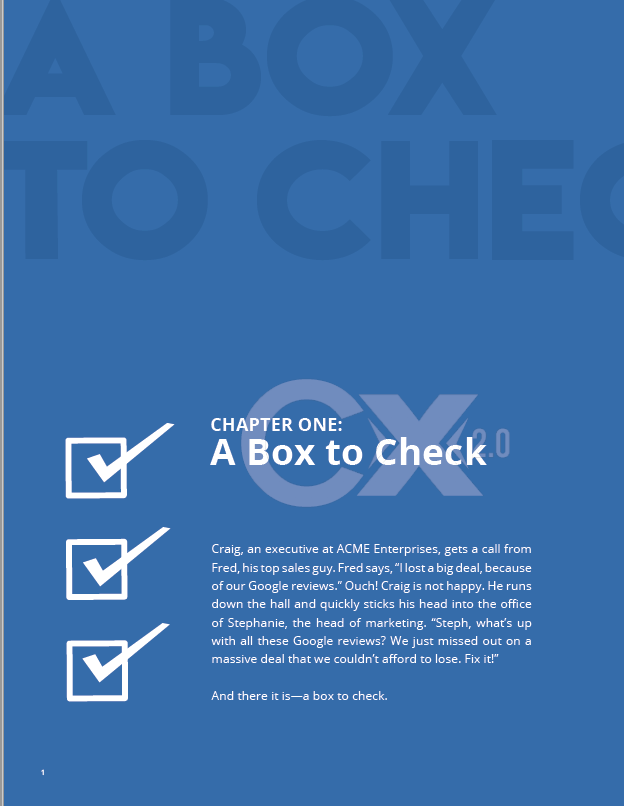 A BOX
TO CHEC
CX 2.0
CHAPTER ONE:
A Box to Check
Craig, an executive at ACME Enterprises, gets a call from
Fred, his top sales guy. Fred says, “I lost a big deal, because
of our Google reviews.” Ouch! Craig is not happy. He runs
down the hall and quickly sticks his head into the office
of Stephanie, the head of marketing. “Steph, what’s up
with all these Google reviews? We just missed out on a
massive deal that we couldn’t afford to lose. Fix it!”
And there it is—a box to check.
1